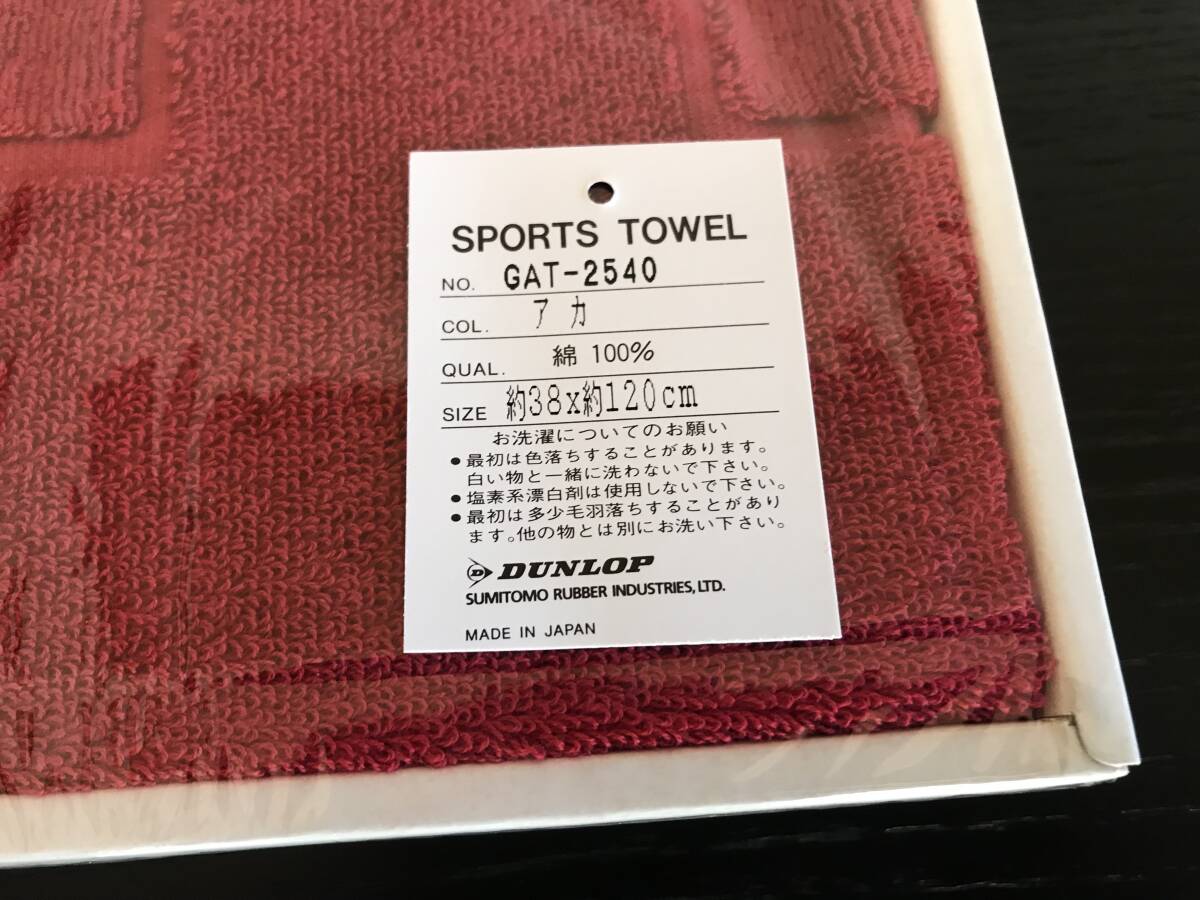 SPORTS TOWEL
NO. GAT-2540
COL. アカ
QUAL. 綿 100%
SIZE 約38x約120cm
お洗濯についてのお願い
●最初は色落ちすることがあります。
白い物と一緒に洗わないで下さい。
●塩素系漂白剤は使用しないで下さい。
●最初は多少毛羽落ちすることがあり
ます。他の物とは別にお洗い下さい。
D DUNLOP
SUMITOMO RUBBER INDUSTRIES,LTD.
MADE IN JAPAN